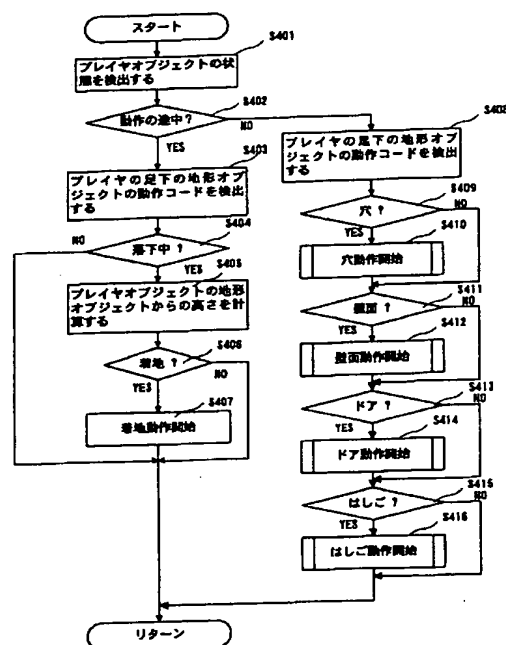 スタート
S401
プレイヤオブジェクトの状
態を検出する
S402
動作の途中?
NO
YES
S403
プレイヤの足下の地形オブ
ジェクトの動作コードを検出
する
S404
NO
落下中?
YES
S405
プレイヤオブジェクトの地形
オブジェクトからの高さを計
算する
S406
着地?
NO
YES
S407
着地動作開始
S408
プレイヤの足下の地形オブ
ジェクトの動作コードを検出
する
S409
穴?
NO
YES
S410
穴動作開始
S411
壁面?
NO
YES
S412
壁面動作開始
S413
ドア?
NO
YES
S414
ドア動作開始
S415
はしご?
NO
YES
S416
はしご動作開始
リターン